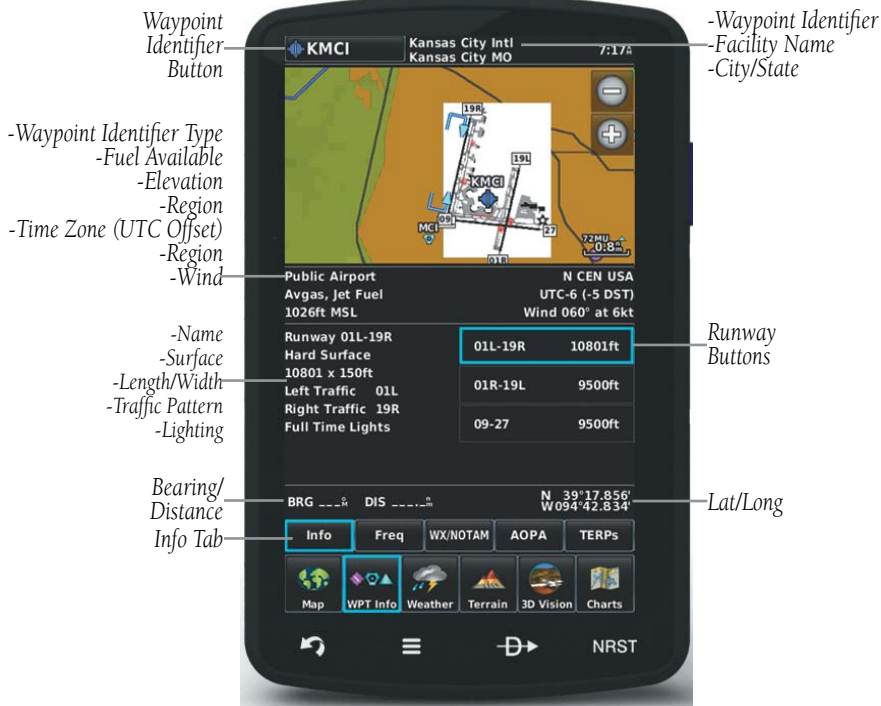 Waypoint
Identifier
Button
-Waypoint Identifier
-Facility Name
-City/State
KMCI
Kansas City Intl
Kansas City MO
7:17
-Waypoint Identifier Type
-Fuel Available
-Elevation
-Region
-Time Zone (UTC Offset)
-Region
-Wind
19R
19L
KMCI
09
MCI
27
01R
72MU
0.8
Public Airport
Avgas, Jet Fuel
1026ft MSL
N CEN USA
UTC-6 (-5 DST)
Wind 060° at 6kt
-Name
-Surface
-Length/Width
-Traffic Pattern
-Lighting
Runway 01L-19R
Hard Surface
10801 x 150ft
Left Traffic 01L
Right Traffic 19R
Full Time Lights
01L-19R 10801ft
01R-19L 9500ft
09-27 9500ft
Runway
Buttons
Bearing/
Distance
BRG ___°M DIS ___._nm
N 39°17.856'
W094°42.834'
Lat/Long
Info Tab
Info Freq WX/NOTAM AOPA TERPs
Map WPT Info Weather Terrain 3D Vision Charts
D
NRST